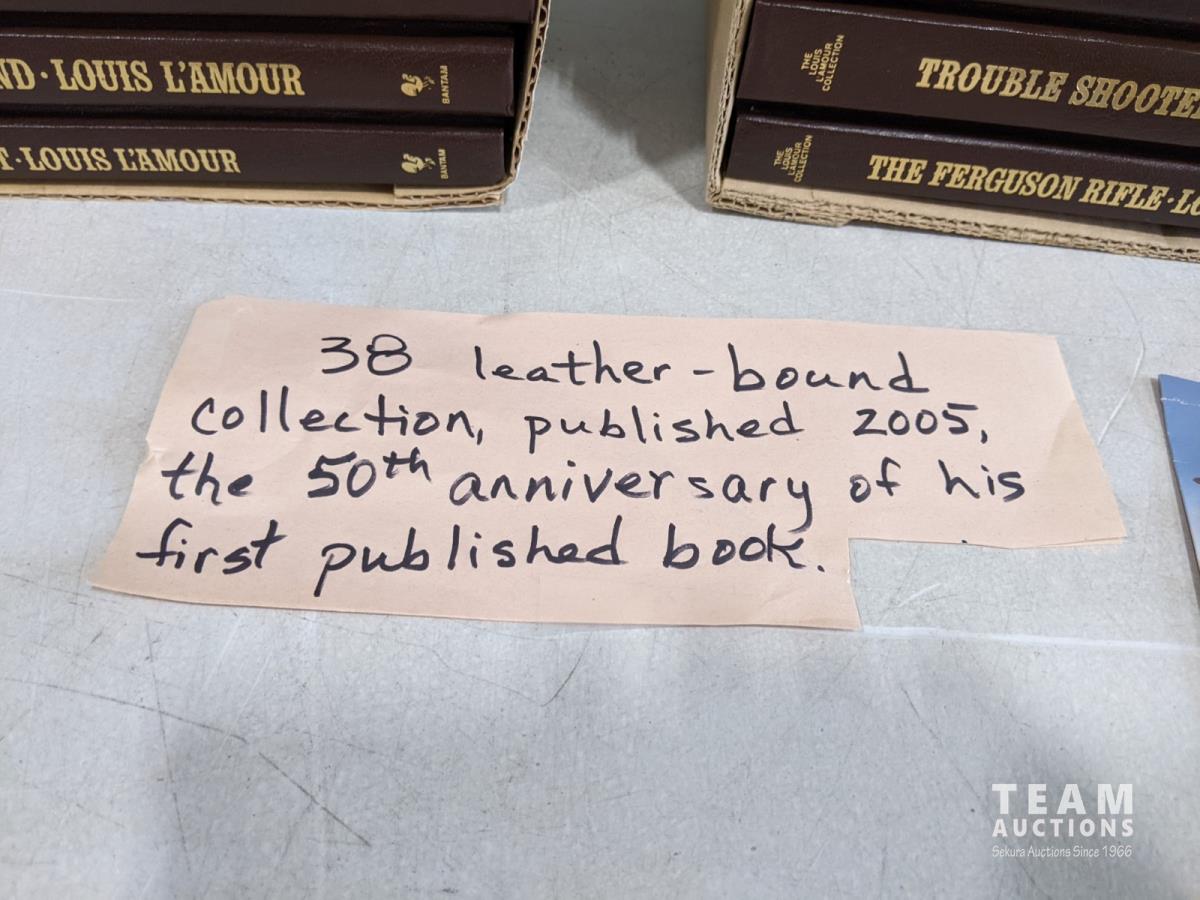 ND · LOUIS L'AMOUR
BANTAM
T · LOUIS L'AMOUR
BANTAM
THE
LOUIS
L'AMOUR
COLLECTION
TROUBLE SHOOTE
THE
LOUIS
L'AMOUR
COLLECTION
THE FERGUSON RIFLE · LO
38 leather-bound
collection, published 2005,
the 50th anniversary of his
first published book.
TEAM
AUCTIONS
Sekura Auctions Since 1966